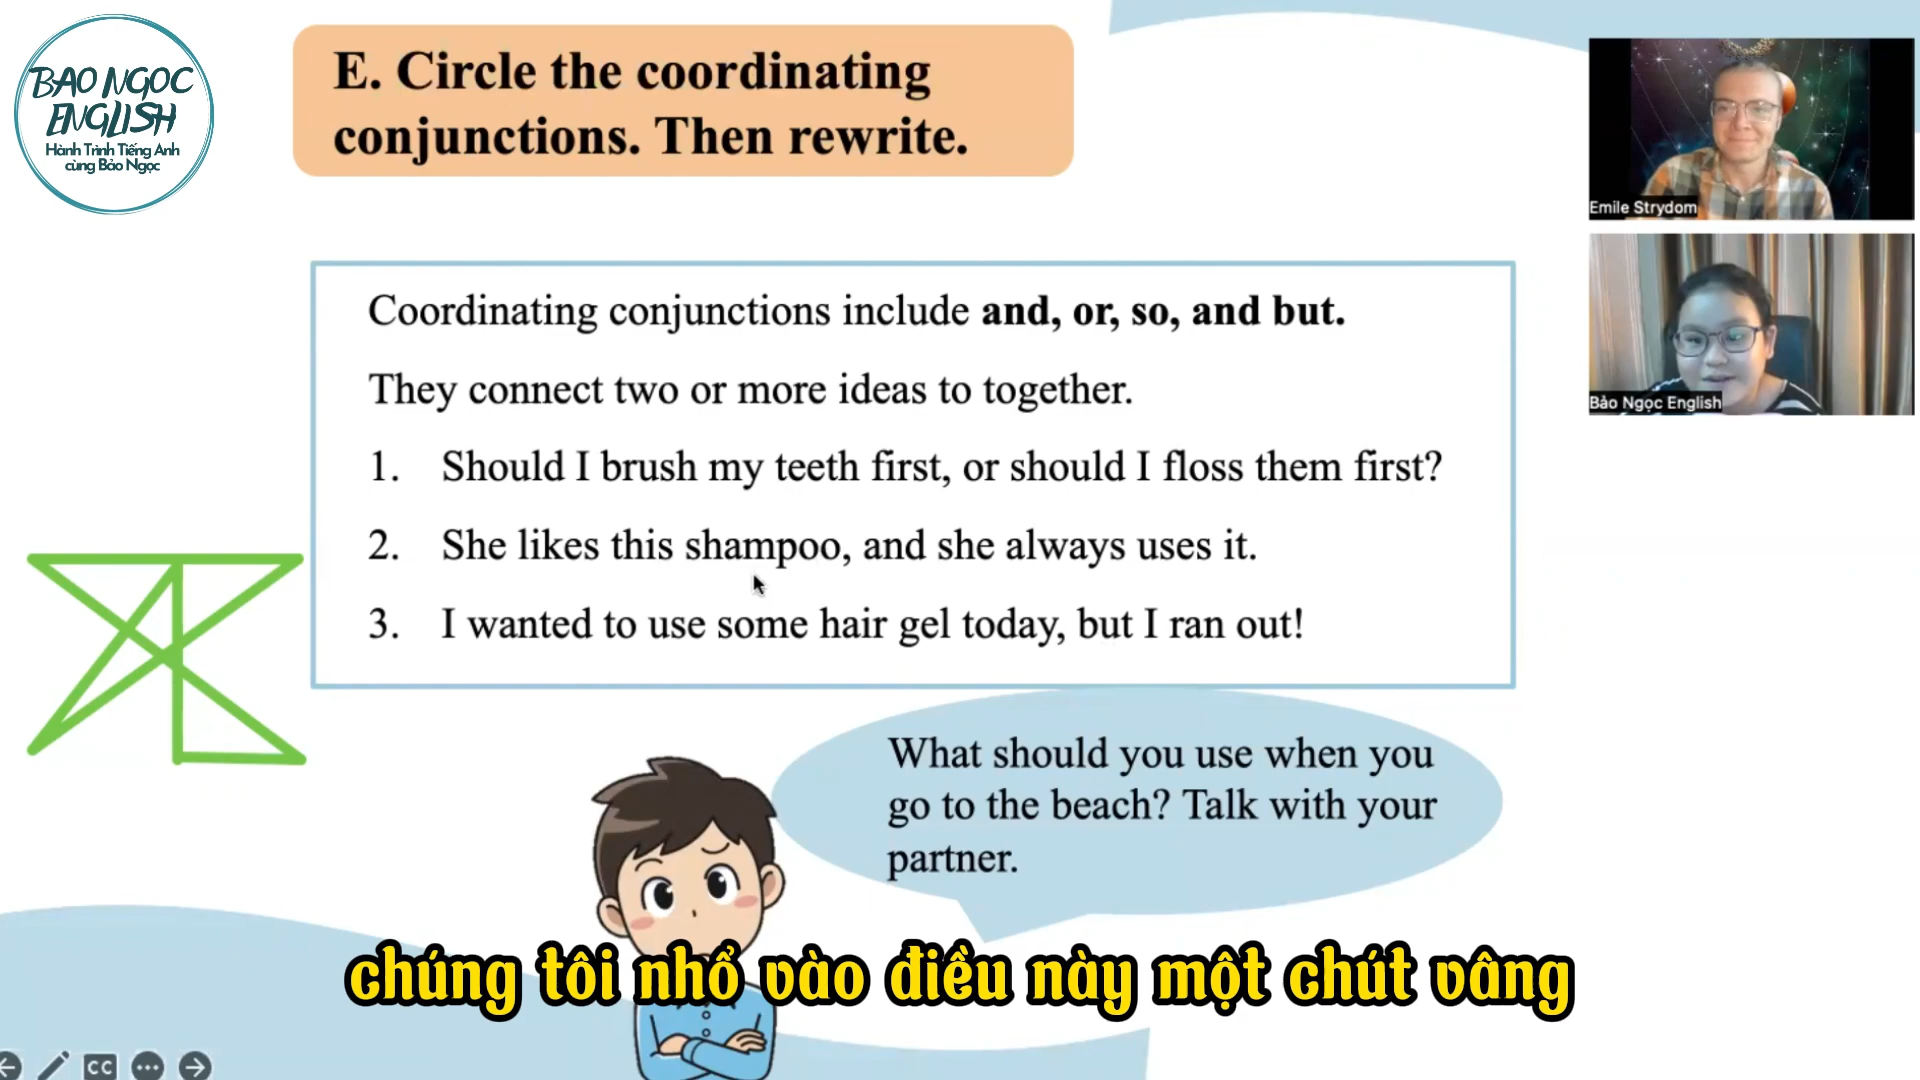 BAO NGOC
ENGLISH
Hành Trình Tiếng Anh
cùng Bảo Ngọc
E. Circle the coordinating
conjunctions. Then rewrite.
Emile Strydom
Bảo Ngọc English
Coordinating conjunctions include and, or, so, and but.
They connect two or more ideas to together.
1. Should I brush my teeth first, or should I floss them first?
2. She likes this shampoo, and she always uses it.
3. I wanted to use some hair gel today, but I ran out!
What should you use when you
go to the beach? Talk with your
partner.
chúng tôi nhổ vào điều này một chút vâng
CC